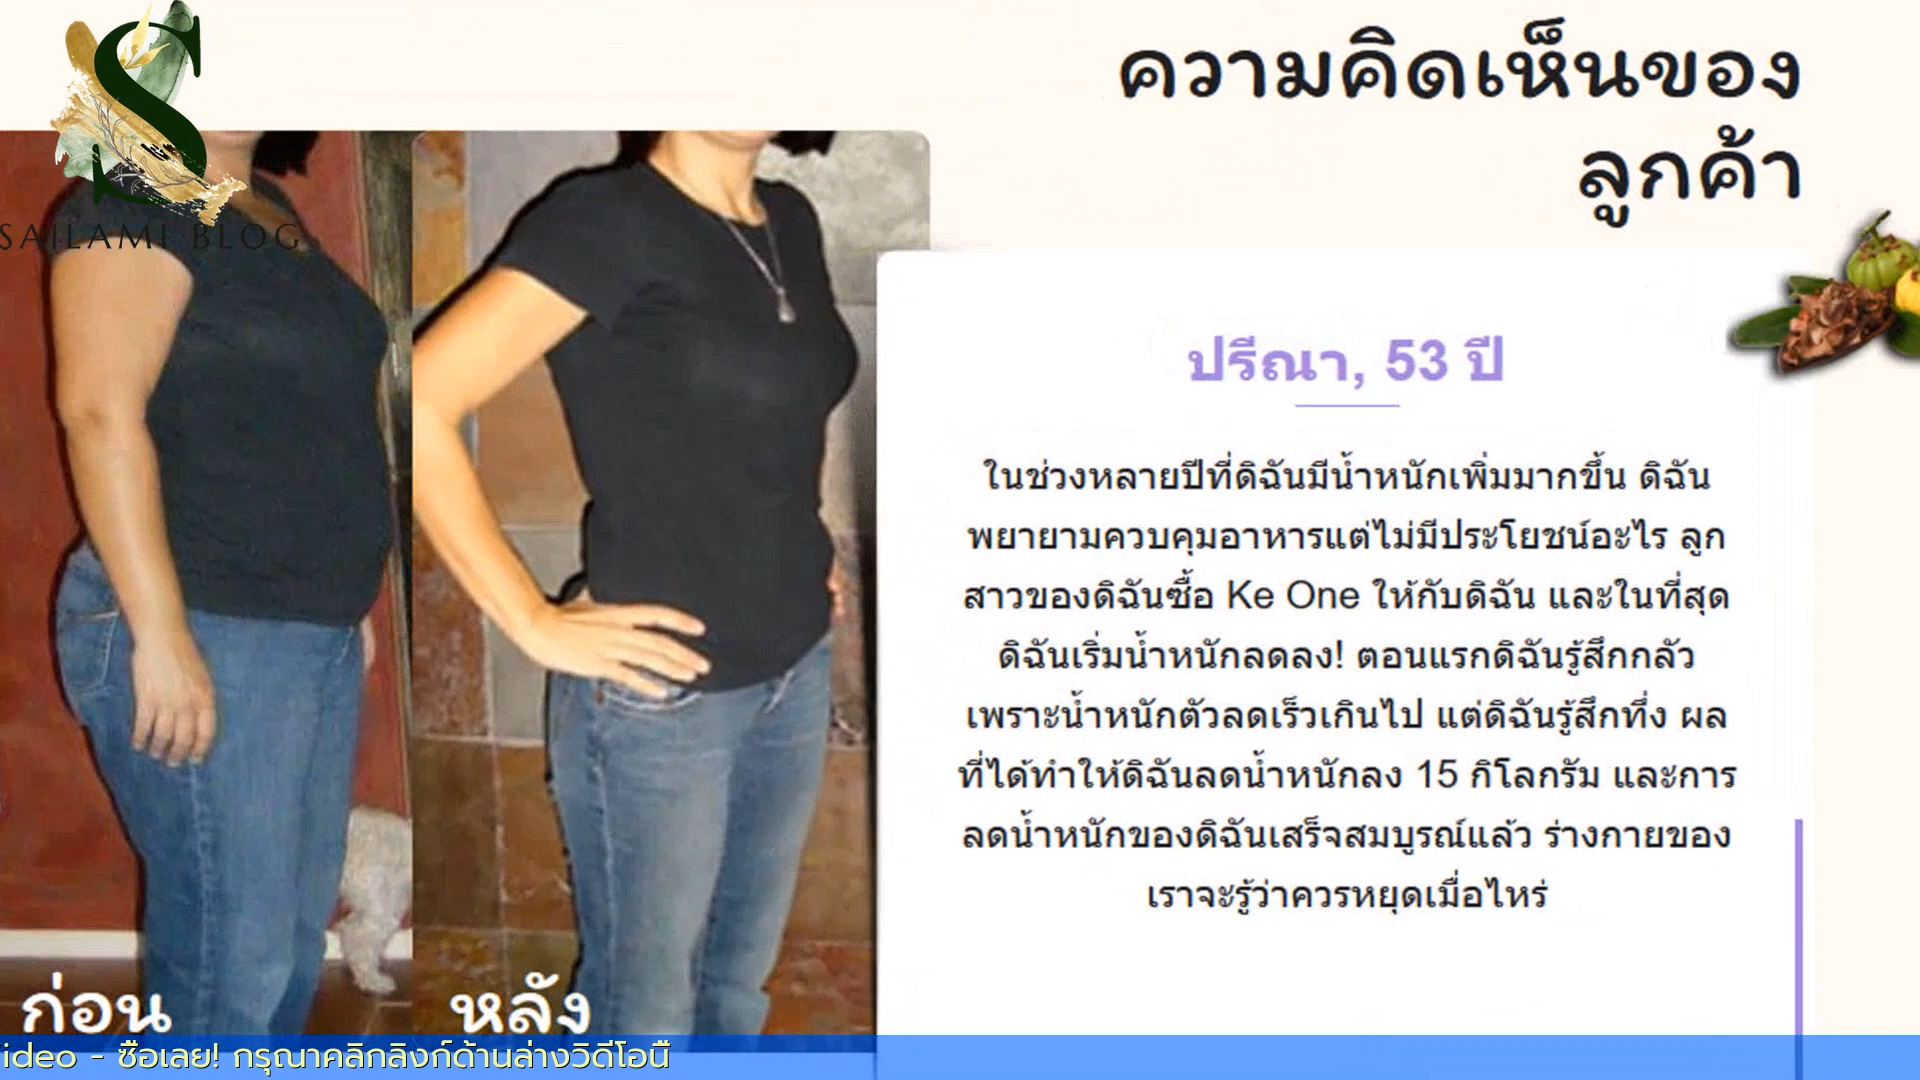 S
SAILAMI BLOG
ความคิดเห็นของ
ลูกค้า
ปรีณา, 53 ปี
ในช่วงหลายปีที่ดิฉันมีน้ำหนักเพิ่มมากขึ้น ดิฉัน
พยายามควบคุมอาหารแต่ไม่มีประโยชน์อะไร ลูก
สาวของดิฉันซื้อ Ke One ให้กับดิฉัน และในที่สุด
ดิฉันเริ่มน้ำหนักลดลง! ตอนแรกดิฉันรู้สึกกลัว
เพราะน้ำหนักตัวลดเร็วเกินไป แต่ดิฉันรู้สึกทึ่ง ผล
ที่ได้ทำให้ดิฉันลดน้ำหนักลง 15 กิโลกรัม และการ
ลดน้ำหนักของดิฉันเสร็จสมบูรณ์แล้ว ร่างกายของ
เราจะรู้ว่าควรหยุดเมื่อไหร่
ก่อน
หลัง
ideo - ซื้อเลย! กรุณาคลิกลิงก์ด้านล่างวิดีโอนี้